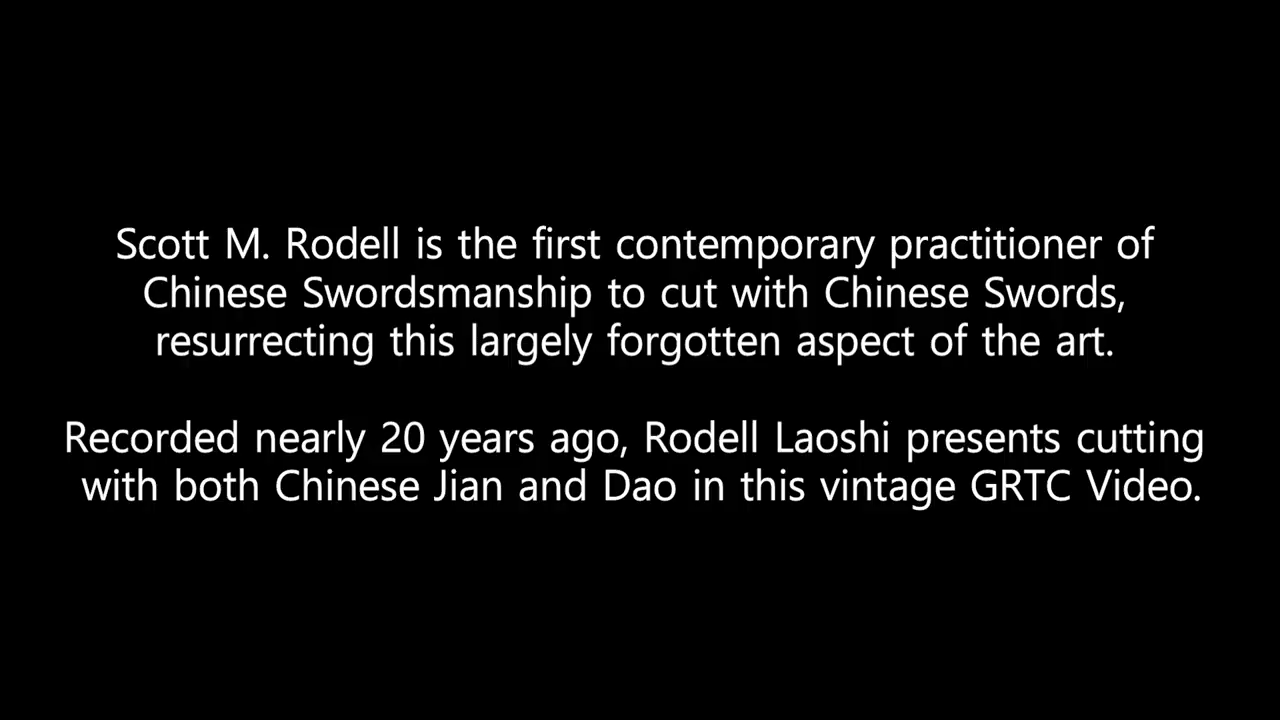 Scott M. Rodell is the first contemporary practitioner of
Chinese Swordsmanship to cut with Chinese Swords,
resurrecting this largely forgotten aspect of the art.
Recorded nearly 20 years ago, Rodell Laoshi presents cutting
with both Chinese Jian and Dao in this vintage GRTC Video.